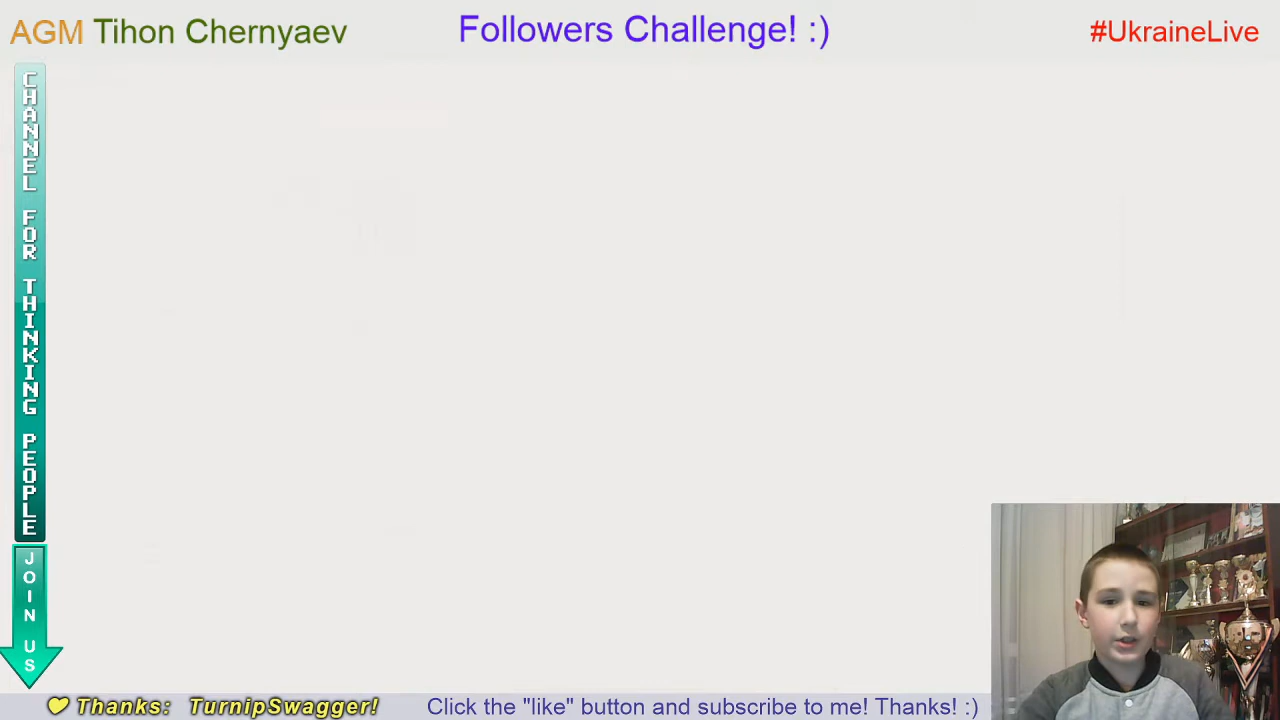 AGM Tihon Chernyaev
Followers Challenge! :)
#UkraineLive
CHANNEL FOR THINKING PEOPLE
JOIN US
Thanks: TurnipSwagger!
Click the "like" button and subscribe to me! Thanks! :)